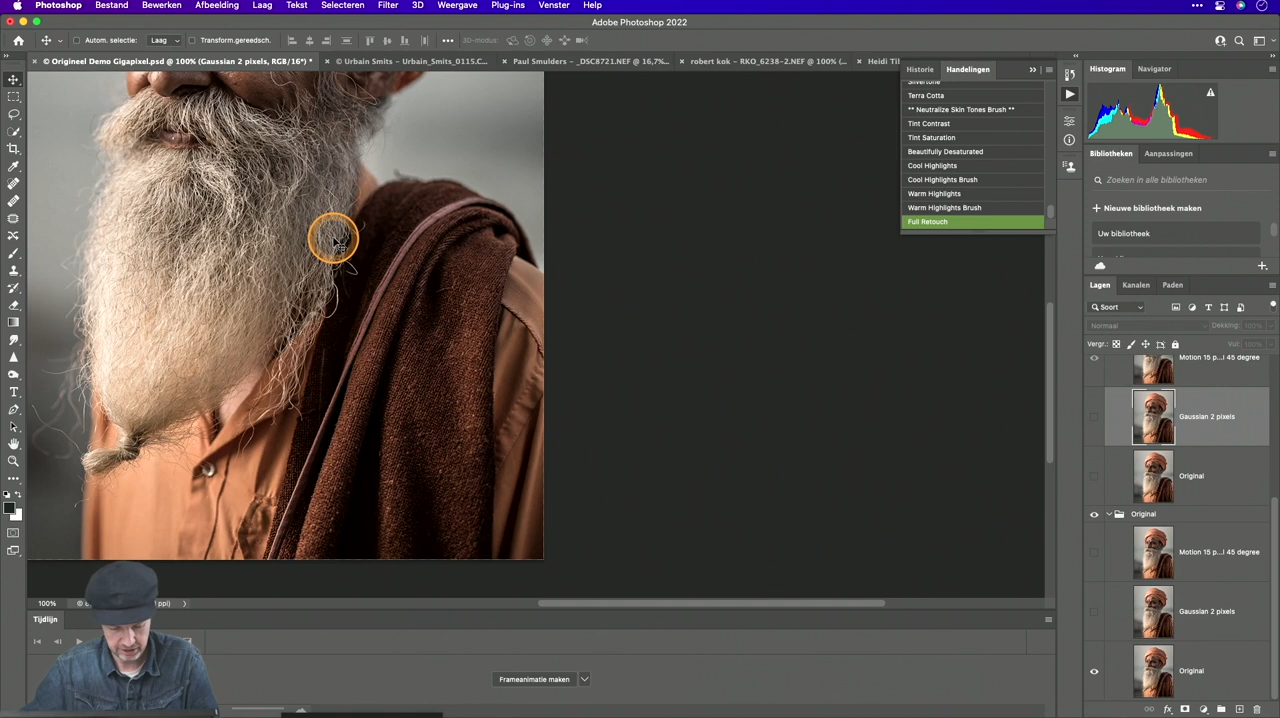 Photoshop Bestand Bewerken Afbeelding Laag Tekst Selecteren Filter 3D Weergave Plug-ins Venster Help
Adobe Photoshop 2022
Autom. selectie: Laag Transform.gereedsch. 3D-modus:
© Origineel Demo Gigapixel.psd @ 100% (Gaussian 2 pixels, RGB/16*) *
© Urbain Smits – Urbain_Smits_0115.C...
Paul Smulders – _DSC8721.NEF @ 16,7%...
robert kok – RKO_6238-2.NEF @ 100% (...
Heidi Til
Historie Handelingen
Silvertone
Terra Cotta
** Neutralize Skin Tones Brush **
Tint Contrast
Tint Saturation
Beautifully Desaturated
Cool Highlights
Cool Highlights Brush
Warm Highlights
Warm Highlights Brush
Full Retouch
Histogram Navigator
Bibliotheken Aanpassingen
Zoeken in alle bibliotheken
Nieuwe bibliotheek maken
Uw bibliotheek
Lagen Kanalen Paden
Soort
Normaal Dekking: 100%
Vergr.: Vul: 100%
Motion 15 p...l 45 degree
Gaussian 2 pixels
Original
Original
Motion 15 p...l 45 degree
Gaussian 2 pixels
Original
100% ppl)
Tijdlijn
Frameanimatie maken